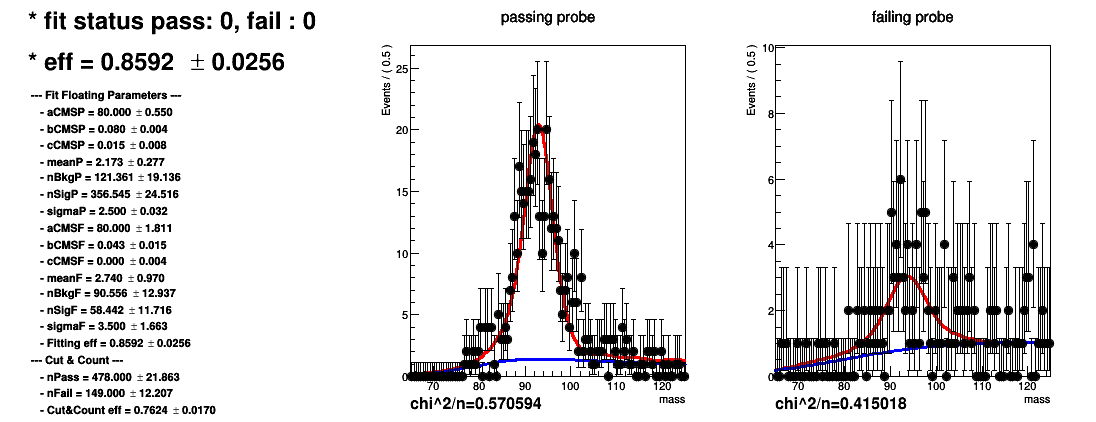 * fit status pass: 0, fail : 0
* eff = 0.8592 ± 0.0256
--- Fit Floating Parameters ---
- aCMSP = 80.000 ± 0.550
- bCMSP = 0.080 ± 0.004
- cCMSP = 0.015 ± 0.008
- meanP = 2.173 ± 0.277
- nBkgP = 121.361 ± 19.136
- nSigP = 356.545 ± 24.516
- sigmaP = 2.500 ± 0.032
- aCMSF = 80.000 ± 1.811
- bCMSF = 0.043 ± 0.015
- cCMSF = 0.000 ± 0.004
- meanF = 2.740 ± 0.970
- nBkgF = 90.556 ± 12.937
- nSigF = 58.442 ± 11.716
- sigmaF = 3.500 ± 1.663
- Fitting eff = 0.8592 ± 0.0256
--- Cut & Count ---
- nPass = 478.000 ± 21.863
- nFail = 149.000 ± 12.207
- Cut&Count eff = 0.7624 ± 0.0170
passing probe
Events / ( 0.5 )
25
20
15
10
5
0
70 80 90 100 110 120
mass
chi^2/n=0.570594
failing probe
Events / ( 0.5 )
10
8
6
4
2
0
70 80 90 100 110 120
mass
chi^2/n=0.415018